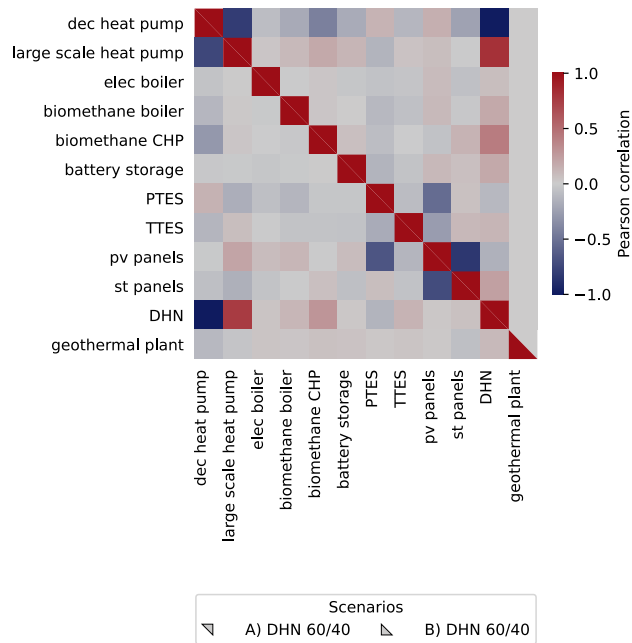 dec heat pump
large scale heat pump
elec boiler
biomethane boiler
biomethane CHP
battery storage
PTES
TTES
pv panels
st panels
DHN
geothermal plant
dec heat pump
large scale heat pump
elec boiler
biomethane boiler
biomethane CHP
battery storage
PTES
TTES
pv panels
st panels
DHN
geothermal plant
1.0
0.5
0.0
−0.5
−1.0
Pearson correlation
Scenarios
A) DHN 60/40
B) DHN 60/40